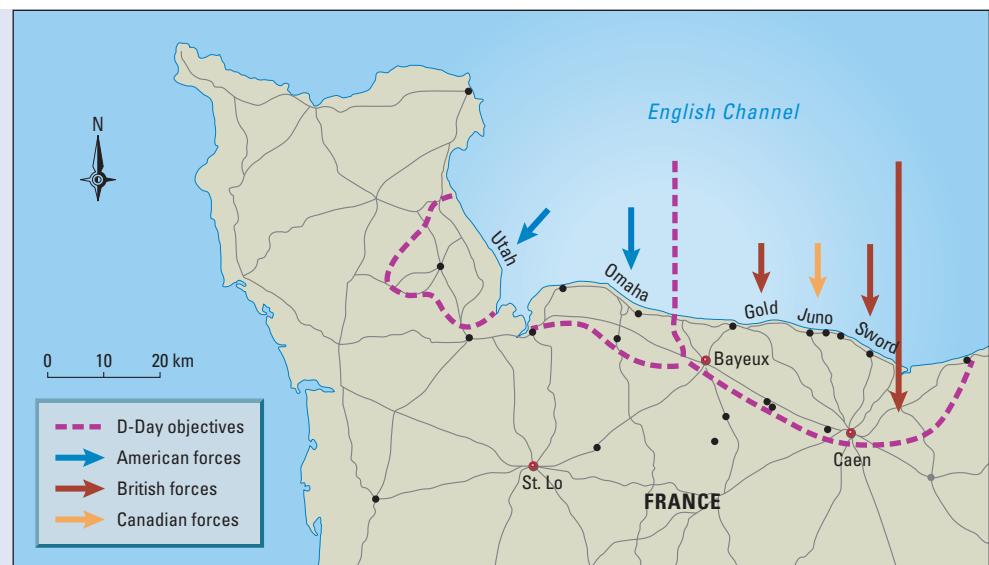 N
English Channel
Utah
Omaha
Gold
Juno
Sword
Bayeux
Caen
St. Lo
FRANCE
0 10 20 km
D-Day objectives
American forces
British forces
Canadian forces